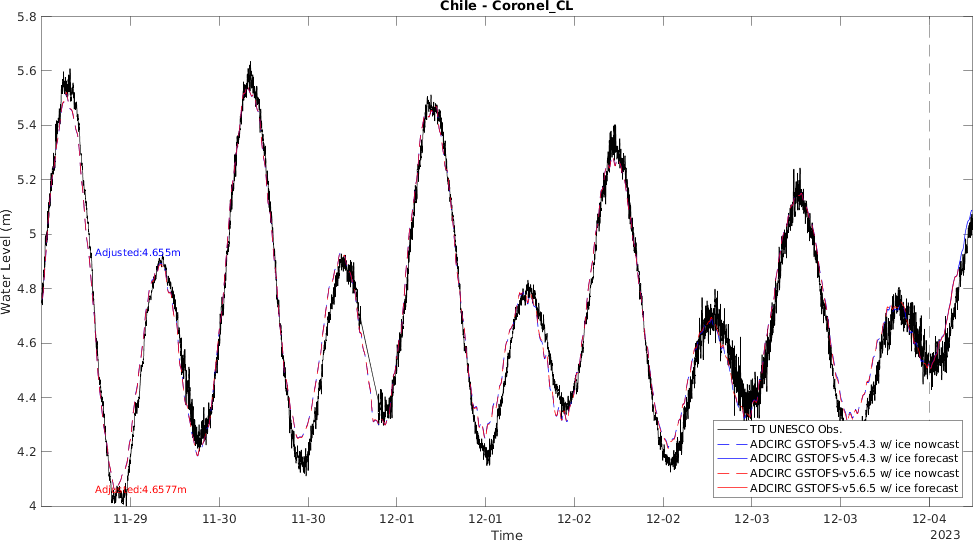 Chile - Coronel_CL
5.8
5.6
5.4
5.2
5
4.8
4.6
4.4
4.2
4
Water Level (m)
Adjusted:4.655m
Adjusted:4.6577m
TD UNESCO Obs.
ADCIRC GSTOFS-v5.4.3 w/ ice nowcast
ADCIRC GSTOFS-v5.4.3 w/ ice forecast
ADCIRC GSTOFS-v5.6.5 w/ ice nowcast
ADCIRC GSTOFS-v5.6.5 w/ ice forecast
11-29 11-30 11-30 12-01 12-01 12-02 12-02 12-03 12-03 12-04
Time
2023